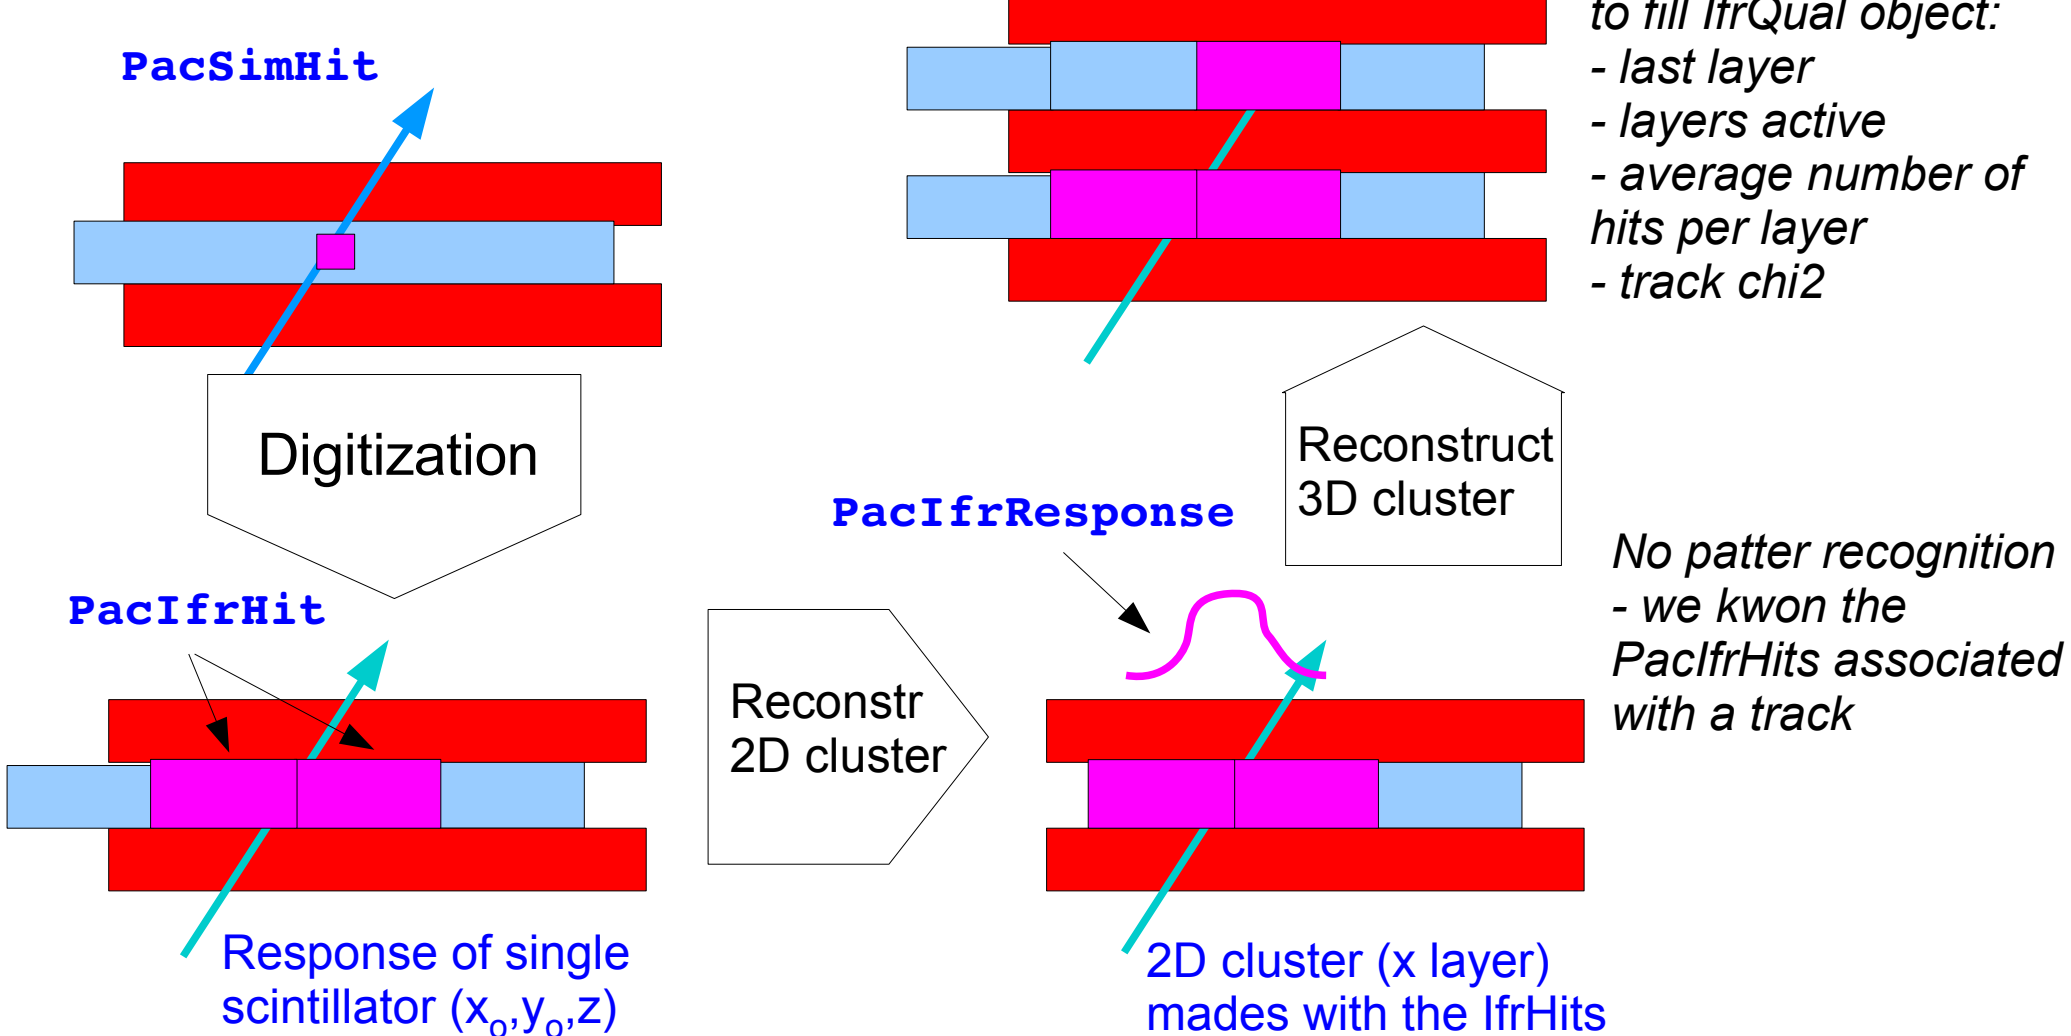 PacSimHit
to fill IfrQual object:
- last layer
- layers active
- average number of
hits per layer
- track chi2
Digitization
Reconstruct
3D cluster
PacIfrResponse
No patter recognition
- we kwon the
PacIfrHits associated
with a track
PacIfrHit
Reconstr
2D cluster
Response of single
scintillator (xₒ,yₒ,z)
2D cluster (x layer)
mades with the IfrHits